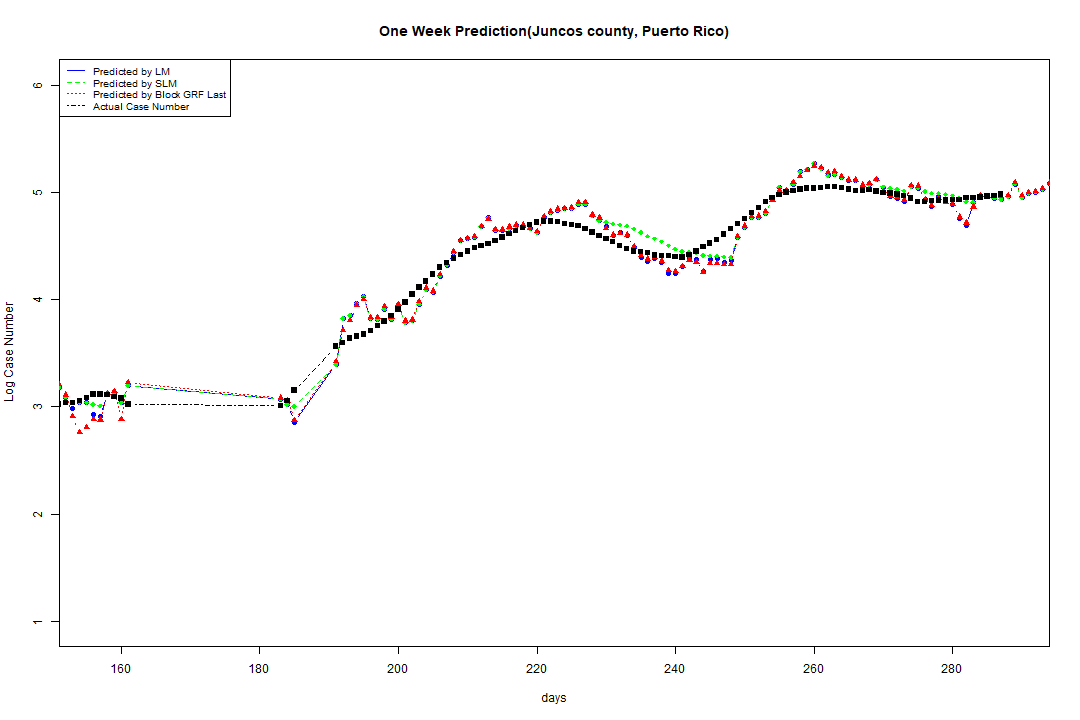 One Week Prediction(Juncos county, Puerto Rico)
Predicted by LM
Predicted by SLM
Predicted by Block GRF Last
Actual Case Number
6
5
4
3
2
1
Log Case Number
160 180 200 220 240 260 280
days